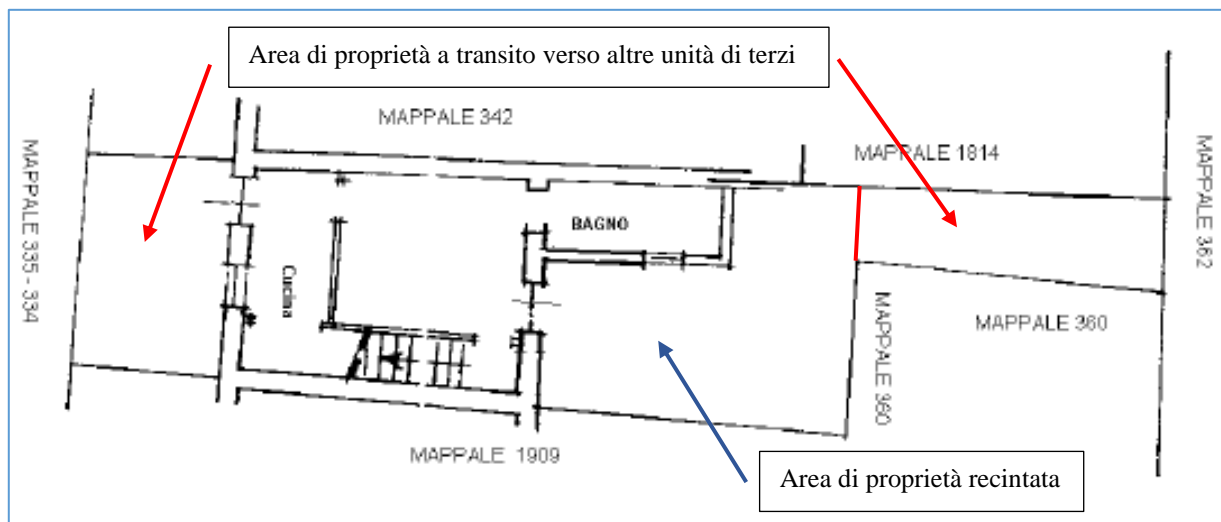 Area di proprietà a transito verso altre unità di terzi
MAPPALE 342
MAPPALE 1814
MAPPALE 335 - 334
MAPPALE 362
BAGNO
Cucina
MAPPALE 360
MAPPALE 360
MAPPALE 1909
Area di proprietà recintata